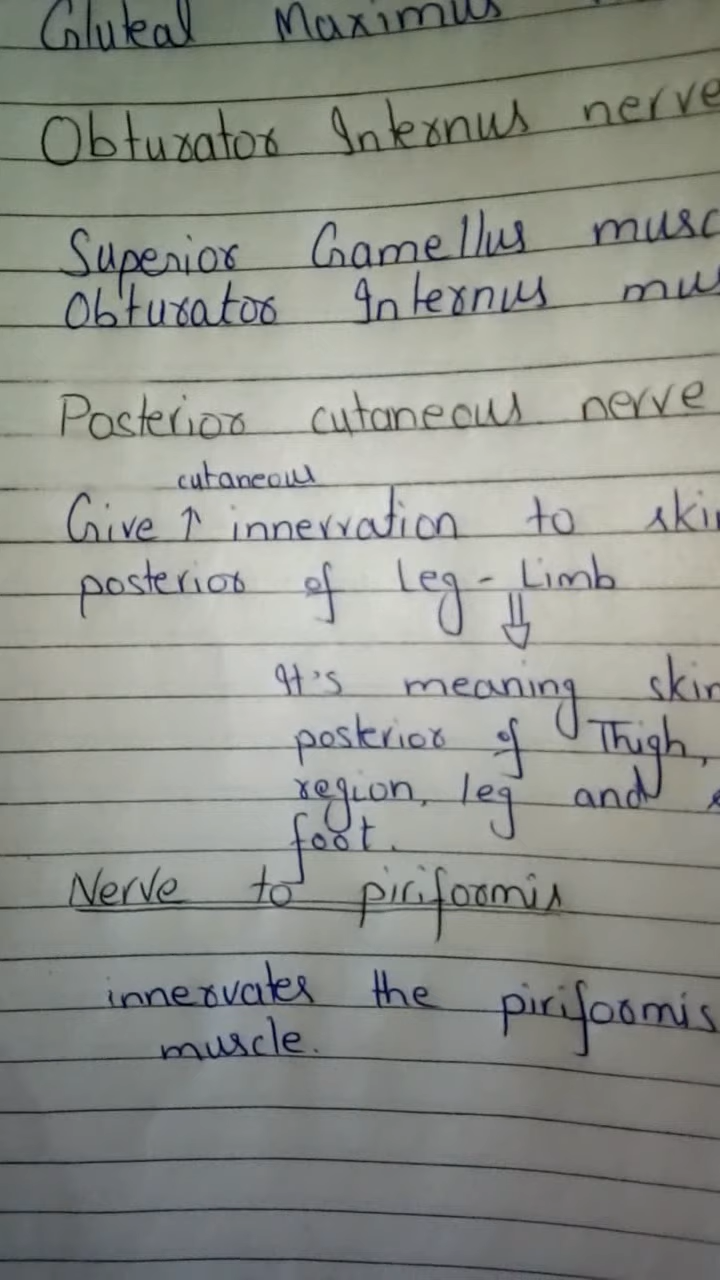 Gluteal Maximus
Obturator Internus nerve
Superior Gamellus musc
Obturator Internus mus
Posterior cutaneous nerve
cutaneous
Give ↑ innervation to skin
posterior of Leg - Limb
⇓
It's meaning skin
posterior of Thigh,
region, leg and
foot.
Nerve to piriformis
innervates the piriformis
muscle.